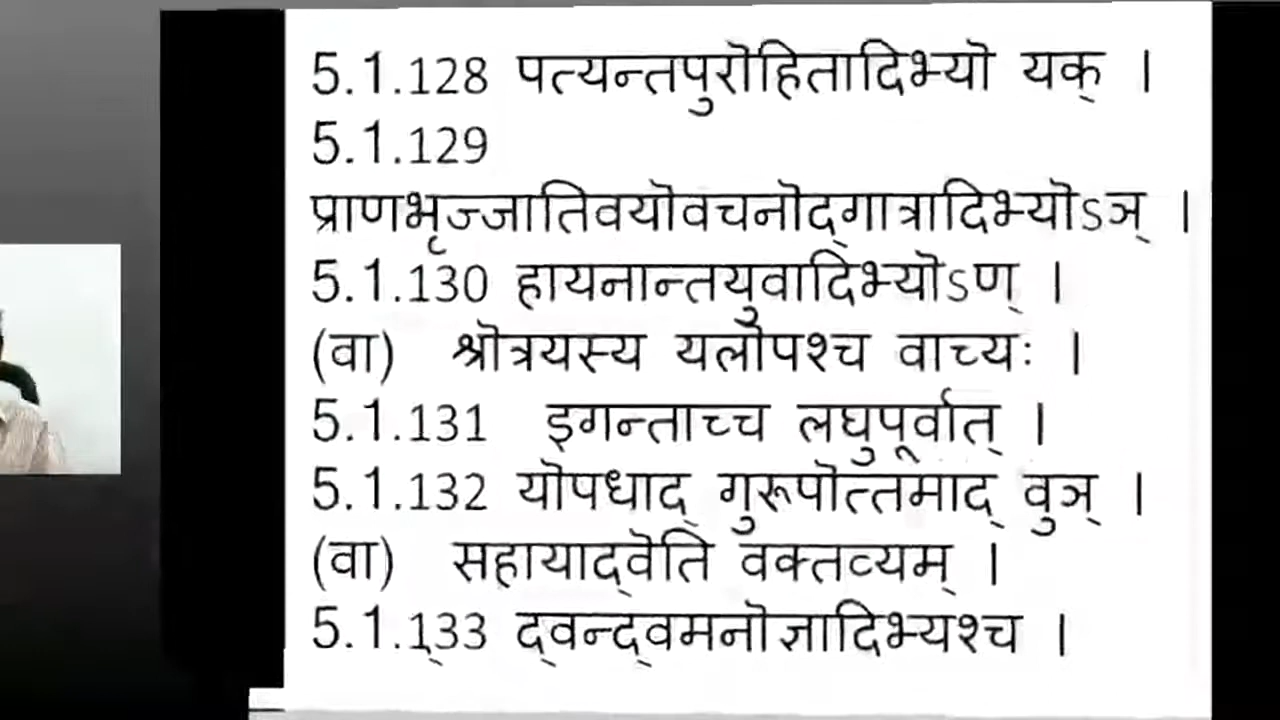 5.1.128 पत्यन्तपुरॊहितादिभ्यॊ यक् ।
5.1.129
प्राणभृज्जातिवयॊवचनॊद्गात्रादिभ्यॊऽञ् ।
5.1.130 हायनान्तयुवादिभ्यॊऽण् ।
(वा) श्रॊत्रयस्य यलॊपश्च वाच्यः ।
5.1.131 इगन्ताच्च लघुपूर्वात् ।
5.1.132 यॊपधाद् गुरूपॊत्तमाद् वुञ् ।
(वा) सहायाद्वॆति वक्तव्यम् ।
5.1.133 द्वन्द्वमनॊज्ञादिभ्यश्च ।